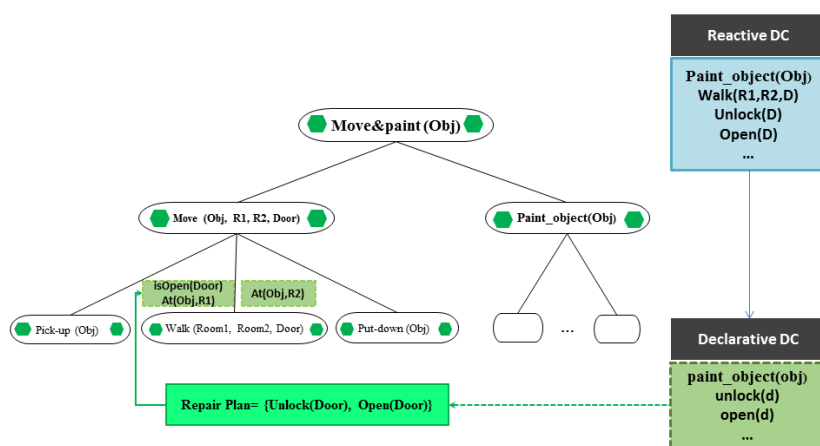 Reactive DC
Paint_object(Obj)
Walk(R1,R2,D)
Unlock(D)
Open(D)
...
Move&paint (Obj)
Move (Obj, R1, R2, Door)
Paint_object(Obj)
isOpen(Door)
At(Obj,R1)
At(Obj,R2)
Pick-up (Obj)
Walk (Room1, Room2, Door)
Put-down (Obj)
...
Declarative DC
paint_object(obj)
unlock(d)
open(d)
...
Repair Plan= {Unlock(Door), Open(Door)}